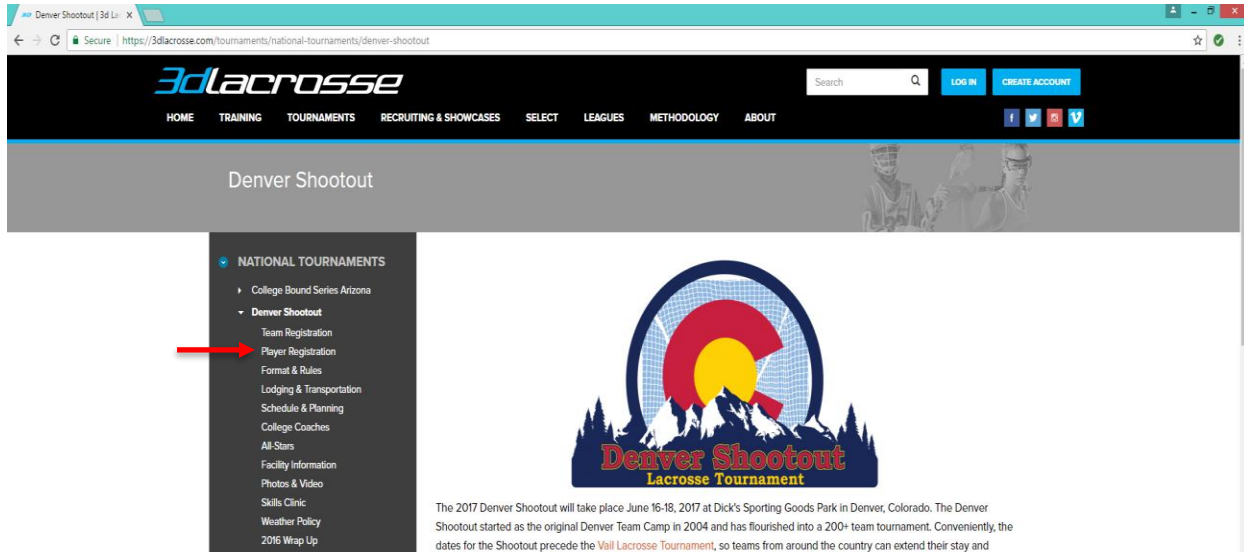 Denver Shootout | 3d La
Secure | https://3dlacrosse.com/tournaments/national-tournaments/denver-shootout
3dlacrosse
Search
LOG IN
CREATE ACCOUNT
HOME TRAINING TOURNAMENTS RECRUITING & SHOWCASES SELECT LEAGUES METHODOLOGY ABOUT
Denver Shootout
NATIONAL TOURNAMENTS
College Bound Series Arizona
Denver Shootout
Team Registration
Player Registration
Format & Rules
Lodging & Transportation
Schedule & Planning
College Coaches
All-Stars
Facility Information
Photos & Video
Skills Clinic
Weather Policy
2016 Wrap Up
Denver Shootout
Lacrosse Tournament
The 2017 Denver Shootout will take place June 16-18, 2017 at Dick's Sporting Goods Park in Denver, Colorado. The Denver
Shootout started as the original Denver Team Camp in 2004 and has flourished into a 200+ team tournament. Conveniently, the
dates for the Shootout precede the Vail Lacrosse Tournament, so teams from around the country can extend their stay and